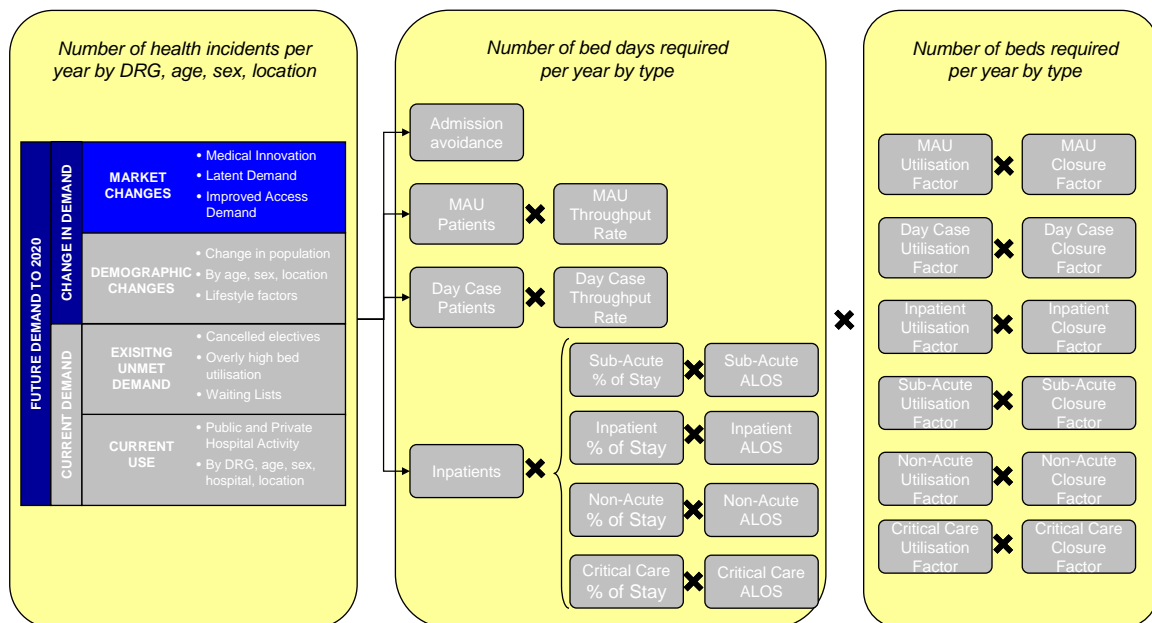 Number of health incidents per
year by DRG, age, sex, location
FUTURE DEMAND TO 2020
CHANGE IN DEMAND
MARKET
CHANGES
• Medical Innovation
• Latent Demand
• Improved Access
Demand
DEMOGRAPHIC
CHANGES
• Change in population
• By age, sex, location
• Lifestyle factors
CURRENT DEMAND
EXISITNG
UNMET
DEMAND
• Cancelled electives
• Overly high bed
utilisation
• Waiting Lists
CURRENT
USE
• Public and Private
Hospital Activity
• By DRG, age, sex,
hospital, location
Number of bed days required
per year by type
Admission
avoidance
MAU
Patients
MAU
Throughput
Rate
Day Case
Patients
Day Case
Throughput
Rate
Inpatients
Sub-Acute
% of Stay
Sub-Acute
ALOS
Inpatient
% of Stay
Inpatient
ALOS
Non-Acute
% of Stay
Non-Acute
ALOS
Critical Care
% of Stay
Critical Care
ALOS
Number of beds required
per year by type
MAU
Utilisation
Factor
MAU
Closure
Factor
Day Case
Utilisation
Factor
Day Case
Closure
Factor
Inpatient
Utilisation
Factor
Inpatient
Closure
Factor
Sub-Acute
Utilisation
Factor
Sub-Acute
Closure
Factor
Non-Acute
Utilisation
Factor
Non-Acute
Closure
Factor
Critical Care
Utilisation
Factor
Critical Care
Closure
Factor